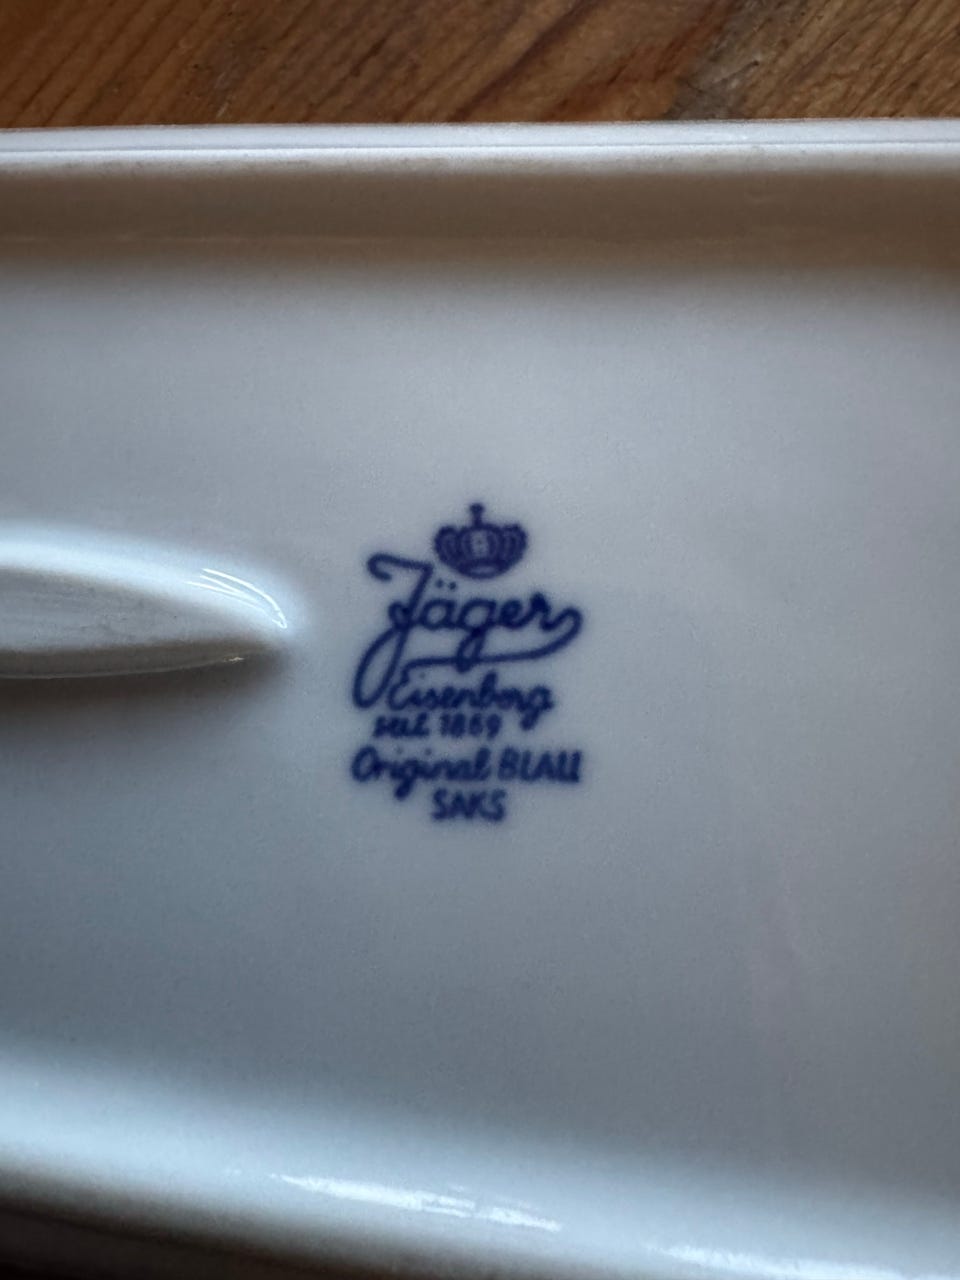 Jäger
Eisenberg
seit 1869
Original BLAU
SAKS